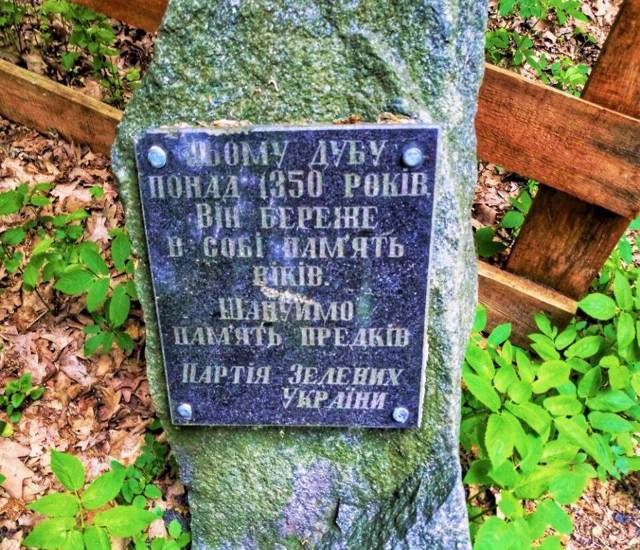 Цьому дубу
понад 1350 років.
Він береже
в собі пам'ять
віків.
Шануймо
пам'ять предків
Партія Зелених
України